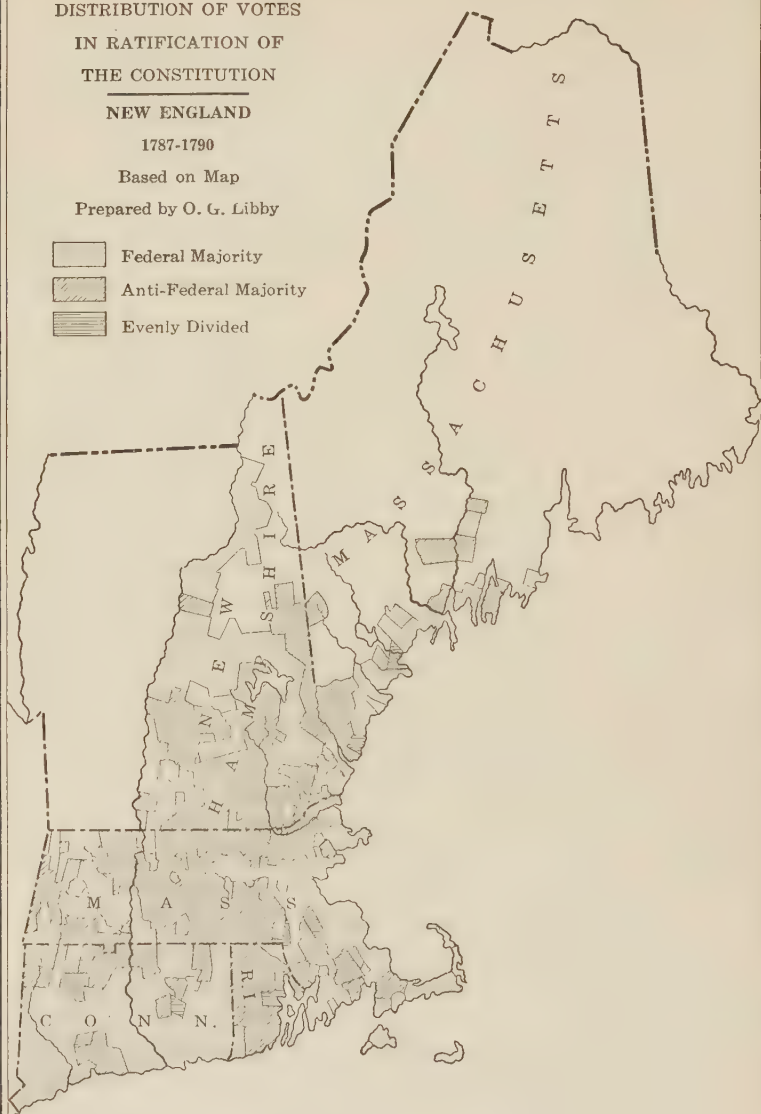 DISTRIBUTION OF VOTES
IN RATIFICATION OF
THE CONSTITUTION
NEW ENGLAND
1787-1790
Based on Map
Prepared by O. G. Libby
Federal Majority
Anti-Federal Majority
Evenly Divided
MASSACHUSETTS
NEW HAMPSHIRE
MASS
CONN.
RI